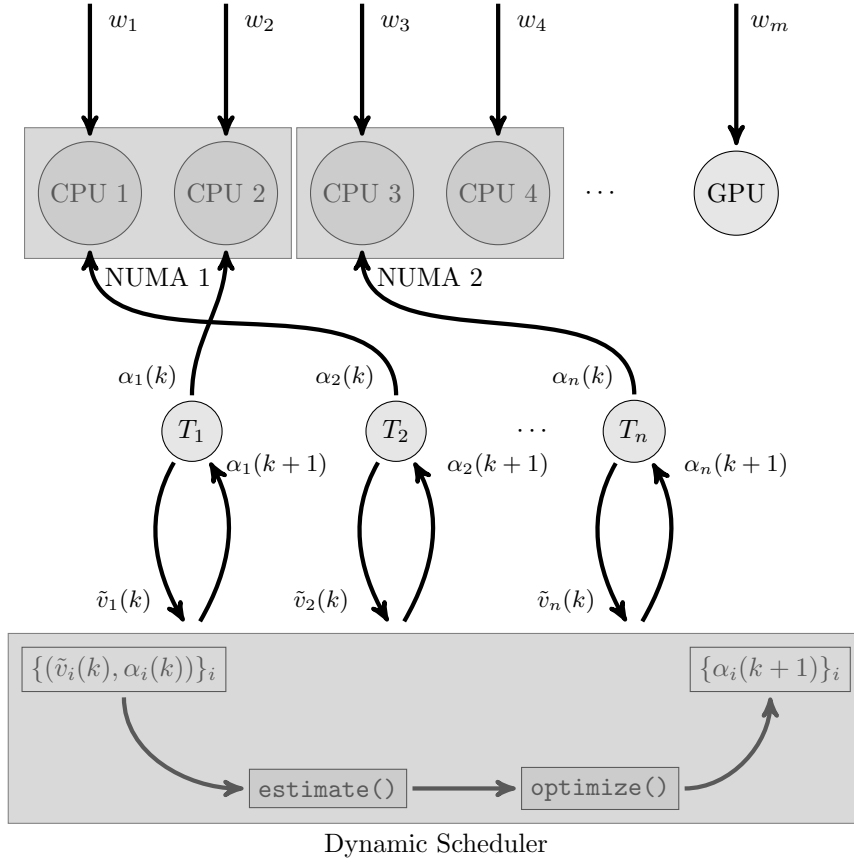 w₁ w₂ w₃ w₄ w_m
CPU 1 CPU 2 CPU 3 CPU 4 ⋯ GPU
NUMA 1 NUMA 2
α₁(k) α₂(k) αₙ(k)
T₁ T₂ ⋯ Tₙ
α₁(k + 1) α₂(k + 1) αₙ(k + 1)
ṽ₁(k) ṽ₂(k) ṽₙ(k)
{(ṽᵢ(k), αᵢ(k))}ᵢ {αᵢ(k + 1)}ᵢ
estimate() optimize()
Dynamic Scheduler